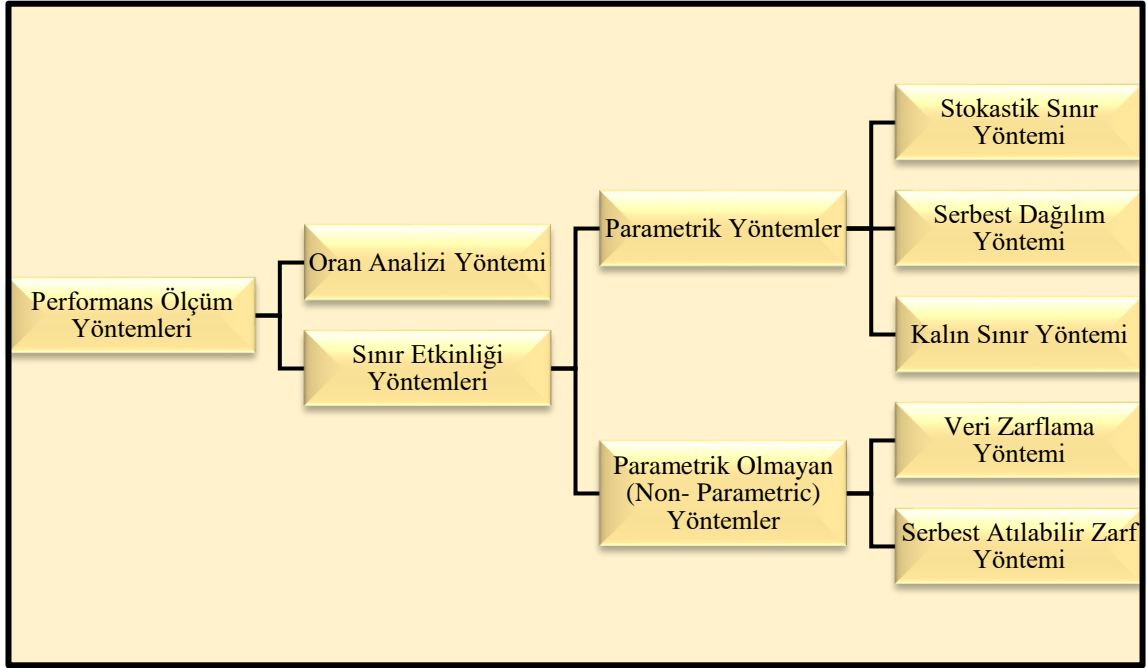 Performans Ölçüm
Yöntemleri
Oran Analizi Yöntemi
Sınır Etkinliği
Yöntemleri
Parametrik Yöntemler
Parametrik Olmayan
(Non- Parametric)
Yöntemler
Stokastik Sınır
Yöntemi
Serbest Dağılım
Yöntemi
Kalın Sınır Yöntemi
Veri Zarflama
Yöntemi
Serbest Atılabilir Zarf
Yöntemi